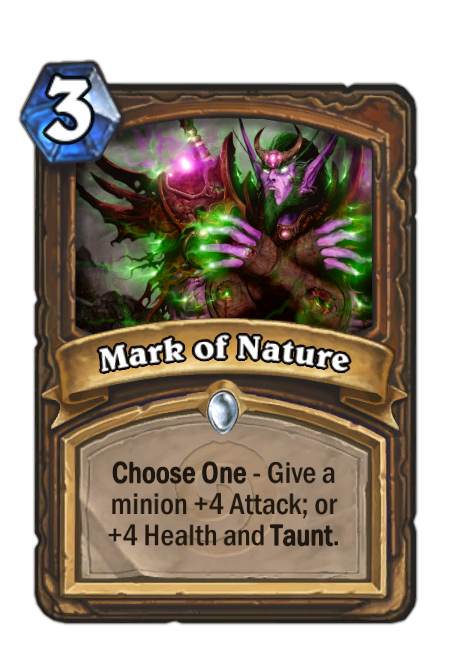 3
Mark of Nature
Choose One - Give a
minion +4 Attack; or
+4 Health and Taunt.